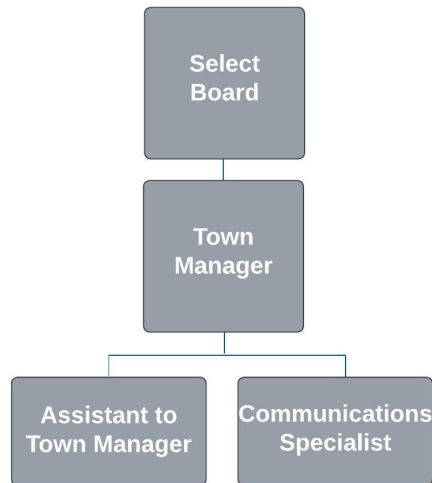 Select
Board
Town
Manager
Assistant to
Town Manager
Communications
Specialist